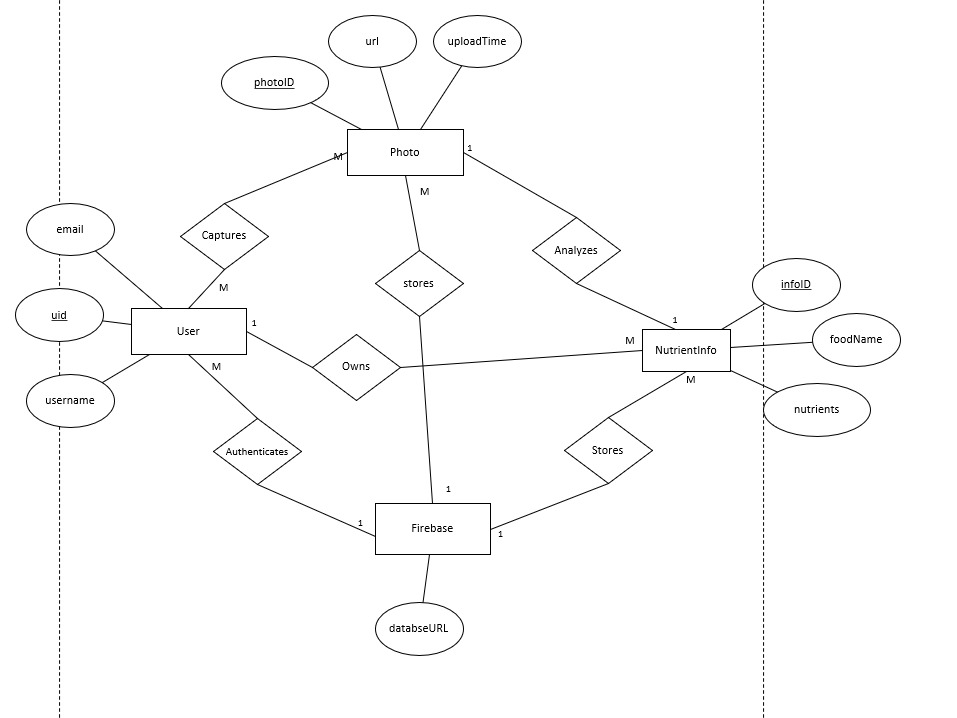 url
uploadTime
photoID
Photo
M
1
M
email
Captures
Analyzes
infoID
stores
M
uid
User
1
1
foodName
M
NutrientInfo
Owns
M
M
username
nutrients
Authenticates
Stores
1
1
Firebase
1
databseURL